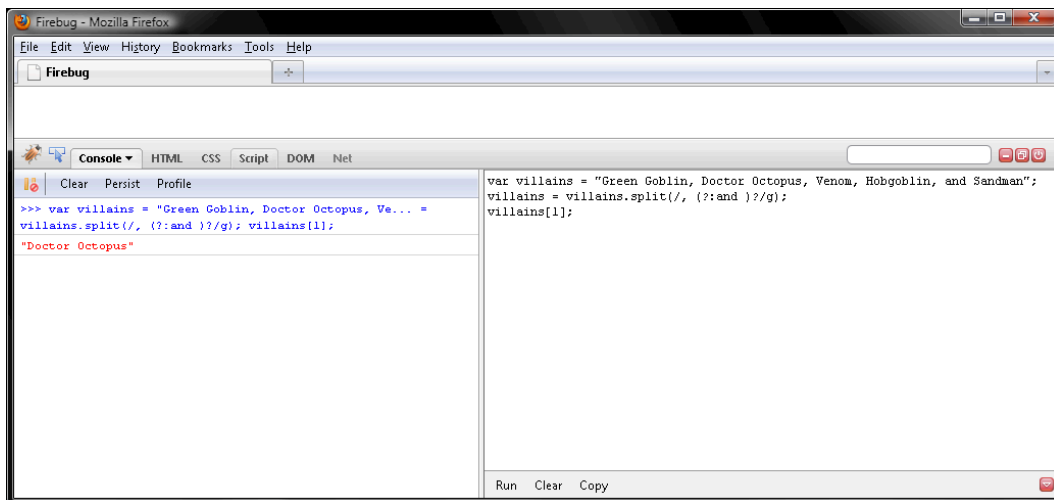 Firebug - Mozilla Firefox
File Edit View History Bookmarks Tools Help
Firebug
Console HTML CSS Script DOM Net
Clear Persist Profile
>>> var villains = "Green Goblin, Doctor Octopus, Ve... =
villains.split(/, (?:and )?/g); villains[1];
"Doctor Octopus"
var villains = "Green Goblin, Doctor Octopus, Venom, Hobgoblin, and Sandman";
villains = villains.split(/, (?:and )?/g);
villains[1];
Run Clear Copy